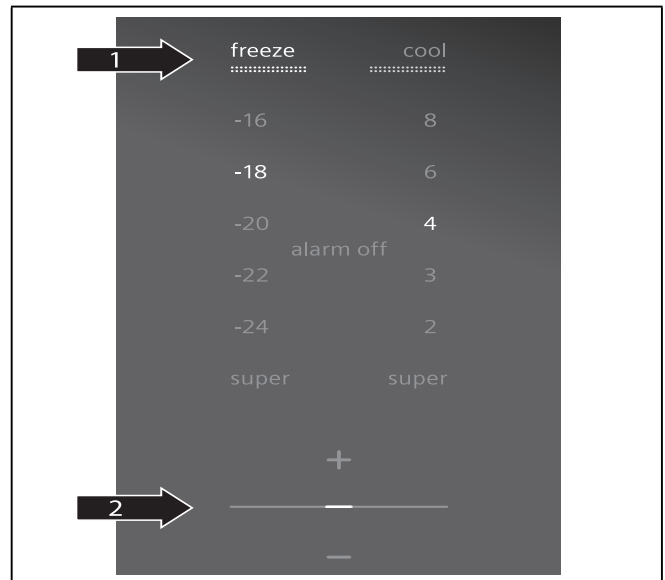 1 freeze cool
-16 8
-18 6
-20 4
alarm off
-22 3
-24 2
super super
+
2
−